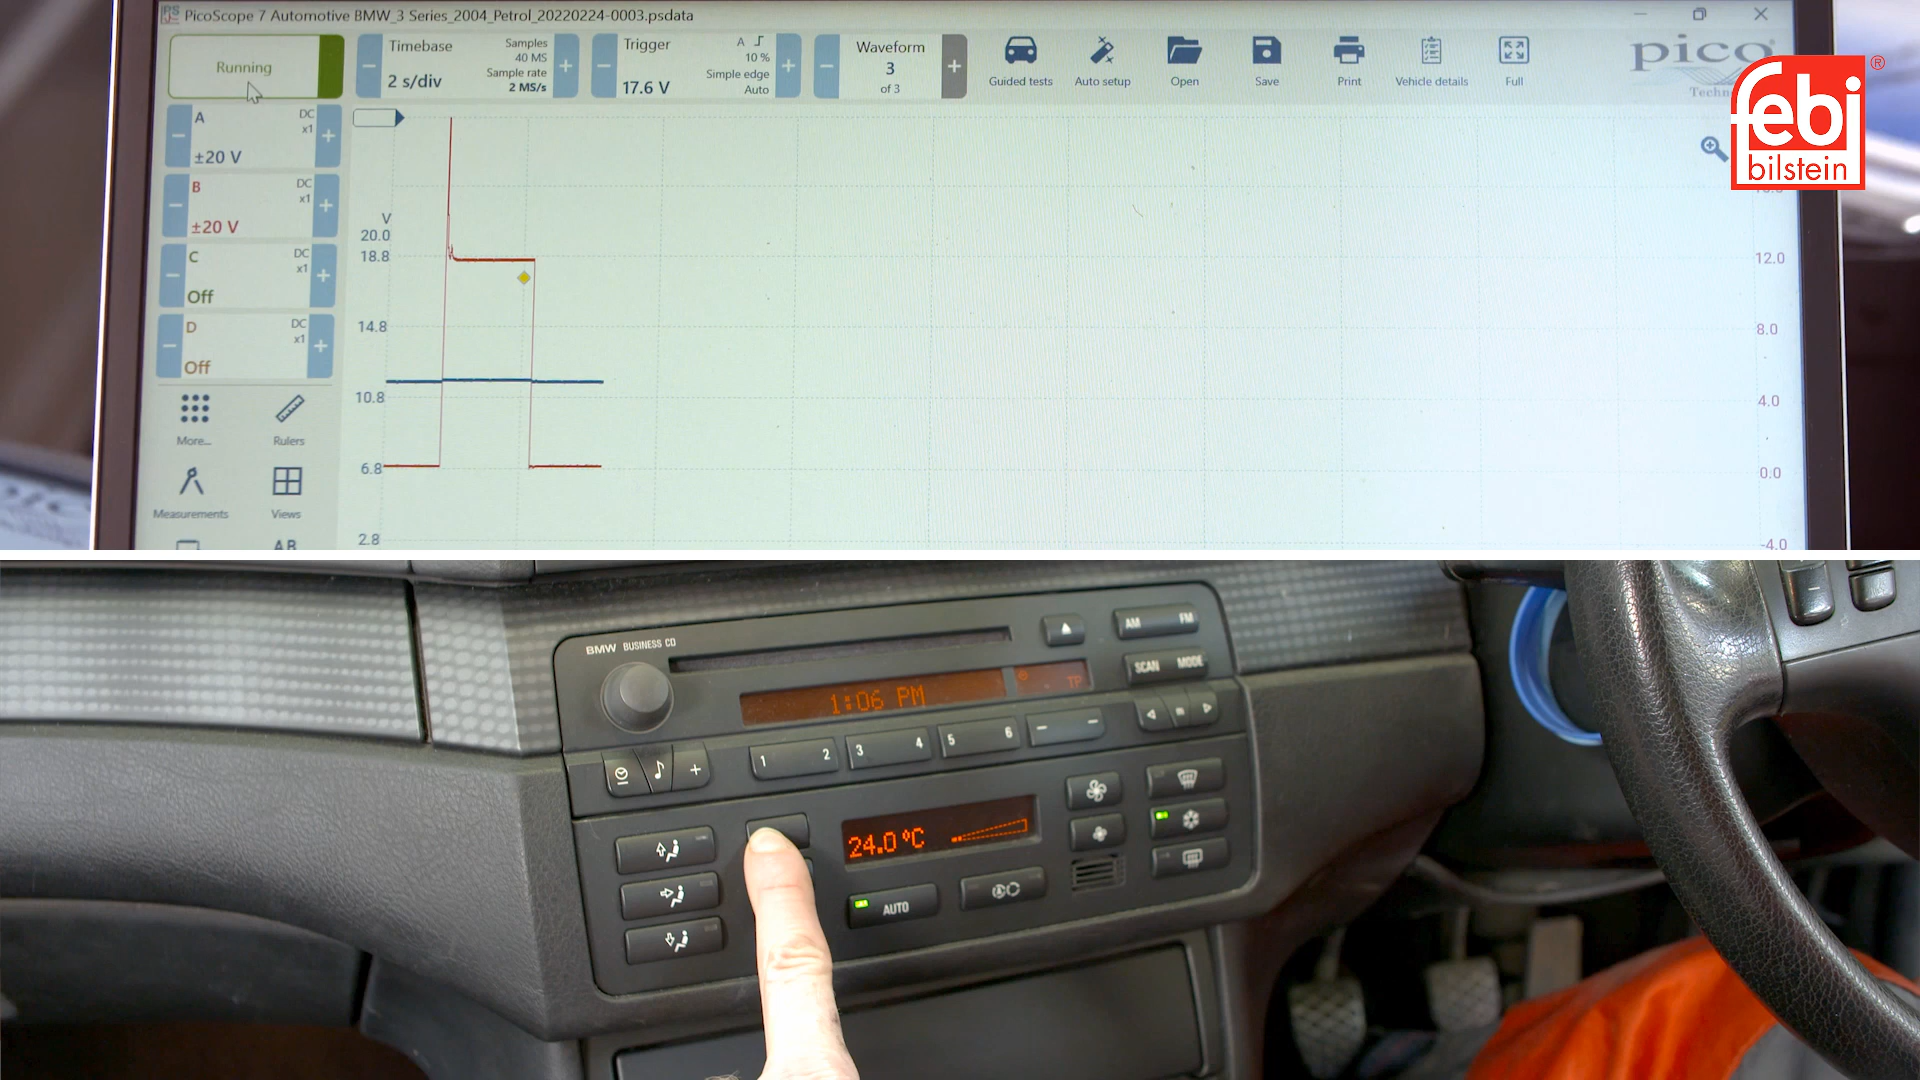 PicoScope 7 Automotive BMW_3 Series_2004_Petrol_20220224-0003.psdata
Running
Timebase
2 s/div
Samples
40 MS
Sample rate
2 MS/s
Trigger
17.6 V
A
10 %
Simple edge
Auto
Waveform
3
of 3
Guided tests
Auto setup
Open
Save
Print
Vehicle details
Full
pico
Techn
febi
bilstein
®
A
DC
x1
±20 V
B
DC
x1
±20 V
C
DC
x1
Off
D
DC
x1
Off
More...
Rulers
Measurements
Views
V
20.0
18.8
14.8
10.8
6.8
2.8
12.0
8.0
4.0
0.0
-4.0
BMW BUSINESS CD
AM FM
SCAN MODE
1:06 PM
TP
1 2 3 4 5 6
24.0°C
AUTO